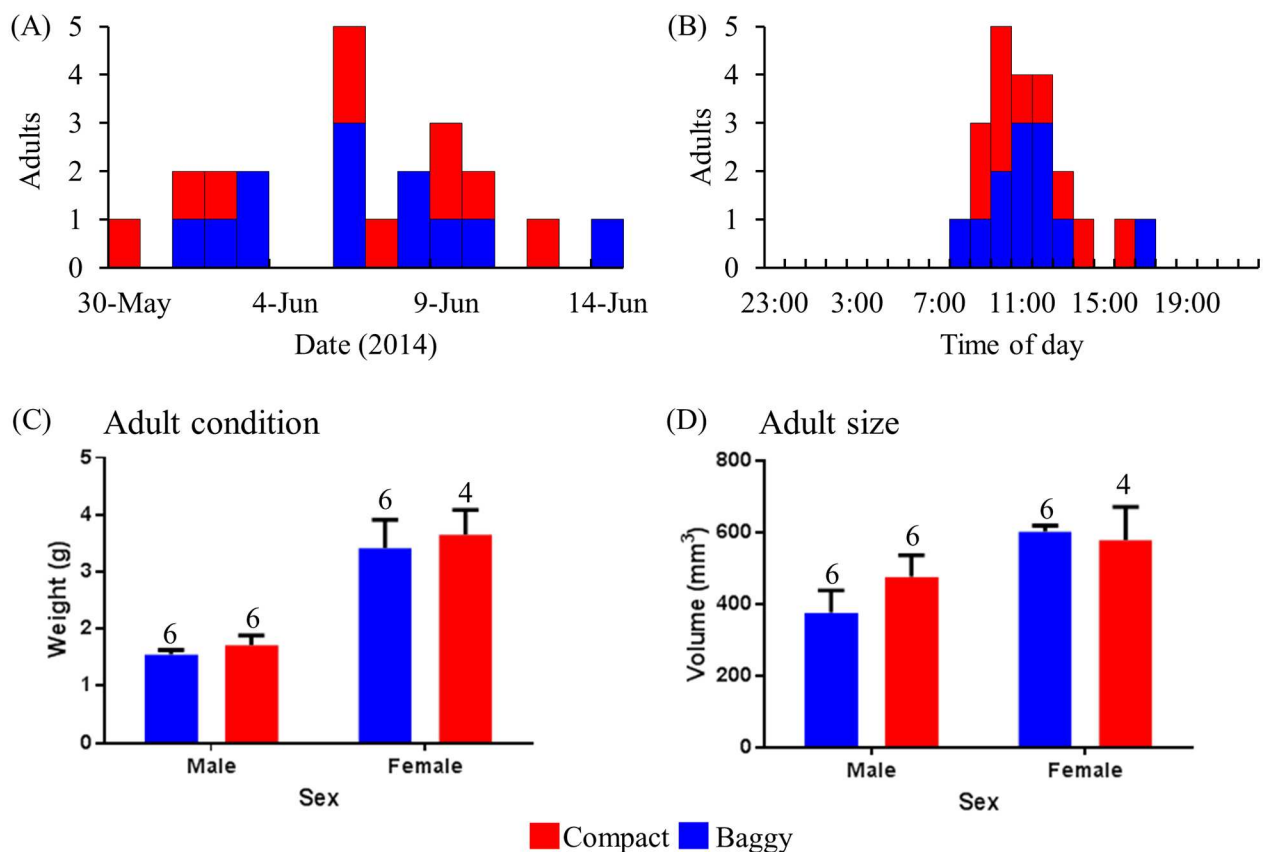 (A)
5
4
3
2
1
0
Adults
30-May 4-Jun 9-Jun 14-Jun
Date (2014)
(B)
5
4
3
2
1
0
Adults
23:00 3:00 7:00 11:00 15:00 19:00
Time of day
(C) Adult condition
5
4
3
2
1
0
Weight (g)
6 6 6 4
Male Female
Sex
(D) Adult size
800
600
400
200
0
Volume (mm³)
6 6 6 4
Male Female
Sex
Compact Baggy